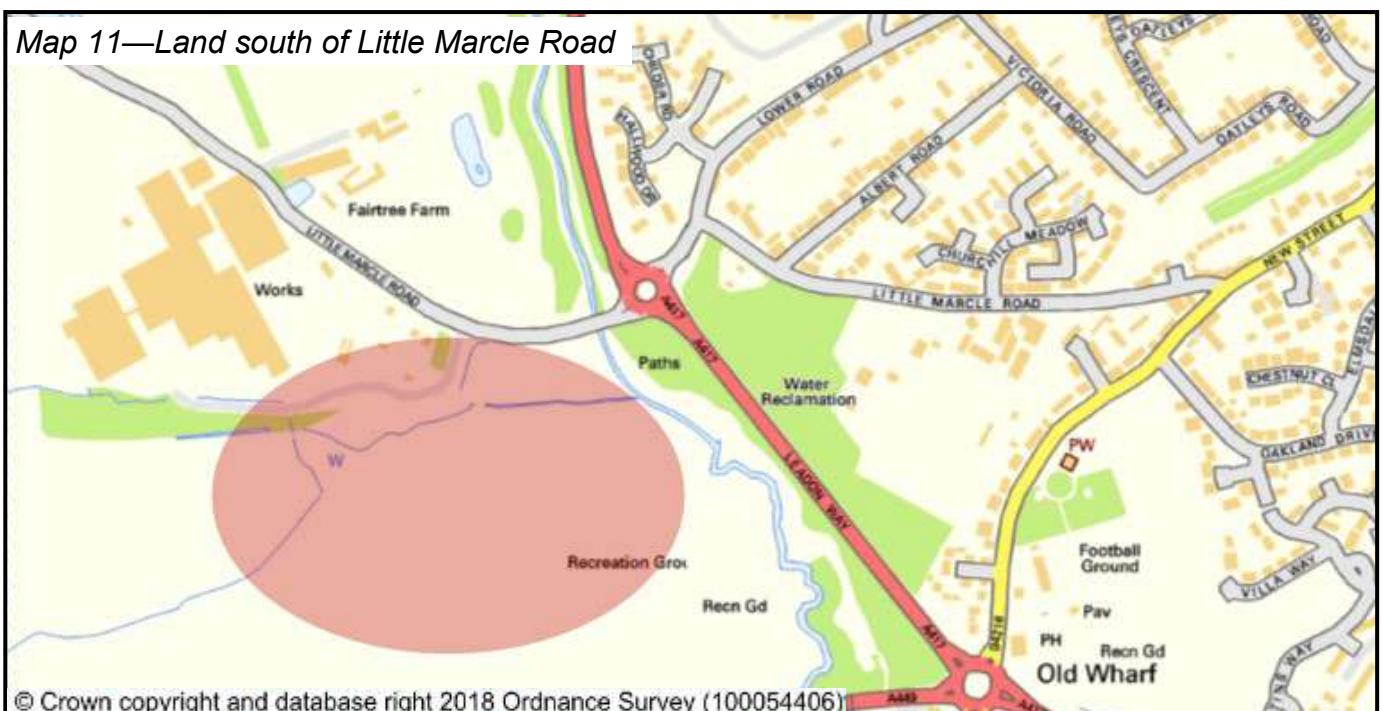 Map 11—Land south of Little Marcle Road
LOWER ROAD
VICTORIA ROAD
CRESCENT
OATLEYS
ROAD
OATLEYS ROAD
ALBERT ROAD
Fairtree Farm
LITTLE MARCLE ROAD
Works
CHURCHILL MEADOW
NEW STREET
LITTLE MARCLE ROAD
A417
A417
Paths
Water
Reclamation
CHESTNUT CL
OAKLAND DRIV
PW
W
LEADON WAY
Recreation Grou
Football
Ground
VILLA WAY
Recn Gd
Pav
PH
Recn Gd
Old Wharf
A417
B4216
A449
© Crown copyright and database right 2018 Ordnance Survey (100054406)